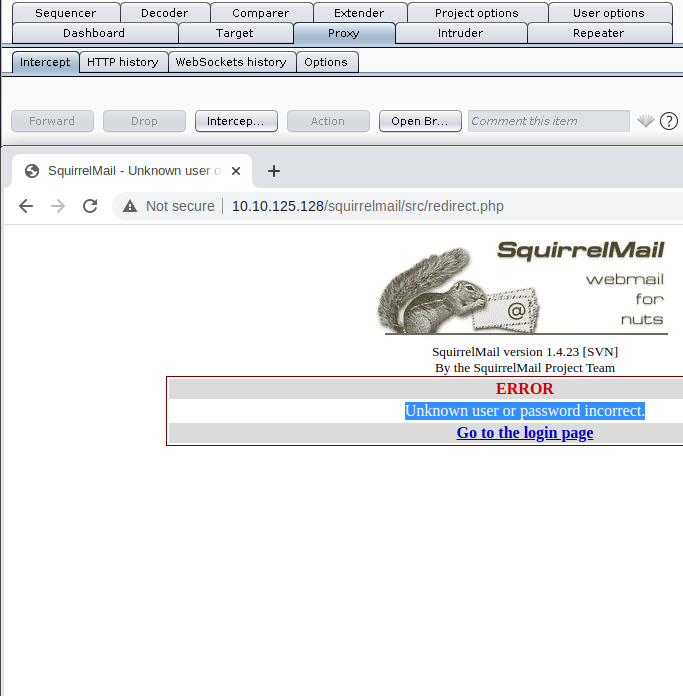 Sequencer Decoder Comparer Extender Project options User options
Dashboard Target Proxy Intruder Repeater
Intercept HTTP history WebSockets history Options
Forward Drop Intercep... Action Open Br... Comment this item ?
SquirrelMail - Unknown user o
Not secure 10.10.125.128/squirrelmail/src/redirect.php
SquirrelMail
webmail
for
nuts
@
SquirrelMail version 1.4.23 [SVN]
By the SquirrelMail Project Team
ERROR
Unknown user or password incorrect.
Go to the login page